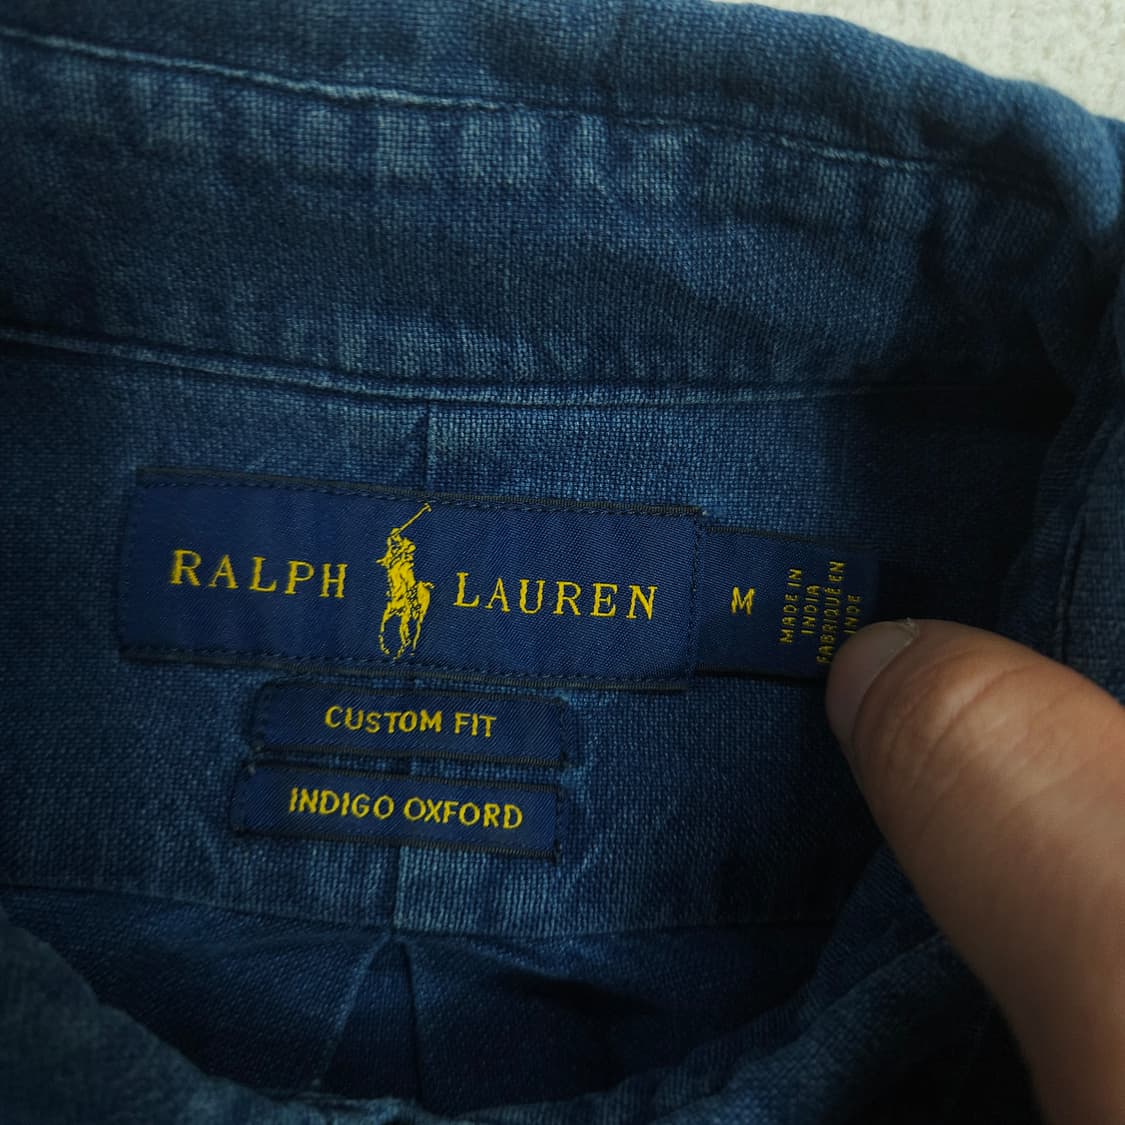 RALPH LAUREN
M
MADE IN
INDIA
FABRIQUÉ EN
INDE
CUSTOM FIT
INDIGO OXFORD